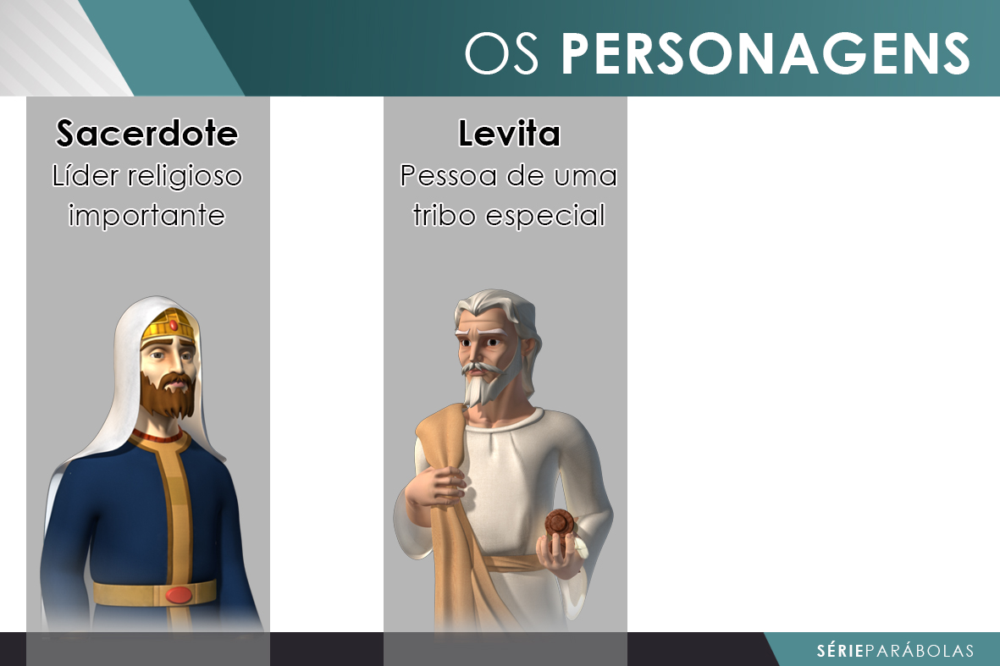 OS PERSONAGENS
Sacerdote
Líder religioso
importante
Levita
Pessoa de uma
tribo especial
SÉRIEPARÁBOLAS